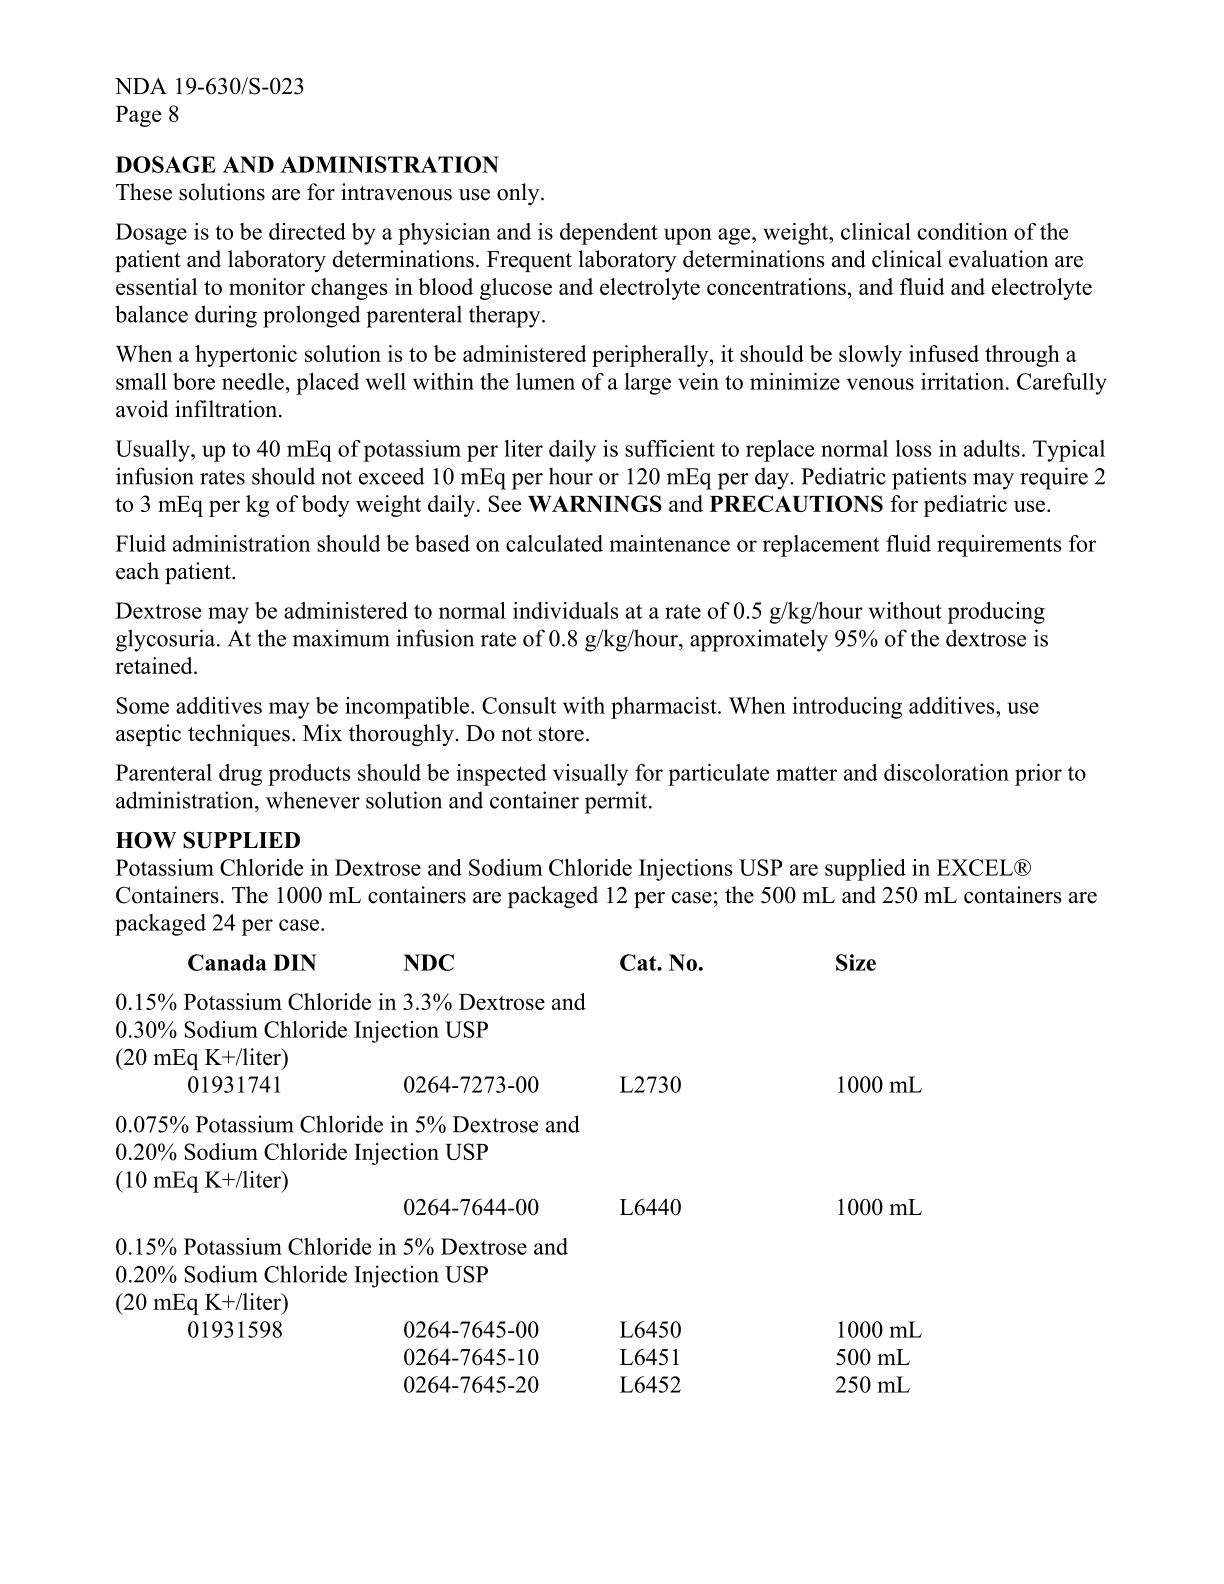 NDA 19-630/S-023
Page 8
DOSAGE AND ADMINISTRATION
These solutions are for intravenous use only.
Dosage is to be directed by a physician and is dependent upon age, weight, clinical condition of the
patient and laboratory determinations. Frequent laboratory determinations and clinical evaluation are
essential to monitor changes in blood glucose and electrolyte concentrations, and fluid and electrolyte
balance during prolonged parenteral therapy.
When a hypertonic solution is to be administered peripherally, it should be slowly infused through a
small bore needle, placed well within the lumen of a large vein to minimize venous irritation. Carefully
avoid infiltration.
Usually, up to 40 mEq of potassium per liter daily is sufficient to replace normal loss in adults. Typical
infusion rates should not exceed 10 mEq per hour or 120 mEq per day. Pediatric patients may require 2
to 3 mEq per kg of body weight daily. See WARNINGS and PRECAUTIONS for pediatric use.
Fluid administration should be based on calculated maintenance or replacement fluid requirements for
each patient.
Dextrose may be administered to normal individuals at a rate of 0.5 g/kg/hour without producing
glycosuria. At the maximum infusion rate of 0.8 g/kg/hour, approximately 95% of the dextrose is
retained.
Some additives may be incompatible. Consult with pharmacist. When introducing additives, use
aseptic techniques. Mix thoroughly. Do not store.
Parenteral drug products should be inspected visually for particulate matter and discoloration prior to
administration, whenever solution and container permit.
HOW SUPPLIED
Potassium Chloride in Dextrose and Sodium Chloride Injections USP are supplied in EXCEL®
Containers. The 1000 mL containers are packaged 12 per case; the 500 mL and 250 mL containers are
packaged 24 per case.
Canada DIN NDC Cat. No. Size
0.15% Potassium Chloride in 3.3% Dextrose and
0.30% Sodium Chloride Injection USP
(20 mEq K+/liter)
01931741 0264-7273-00 L2730 1000 mL
0.075% Potassium Chloride in 5% Dextrose and
0.20% Sodium Chloride Injection USP
(10 mEq K+/liter)
0264-7644-00 L6440 1000 mL
0.15% Potassium Chloride in 5% Dextrose and
0.20% Sodium Chloride Injection USP
(20 mEq K+/liter)
01931598 0264-7645-00 L6450 1000 mL
0264-7645-10 L6451 500 mL
0264-7645-20 L6452 250 mL